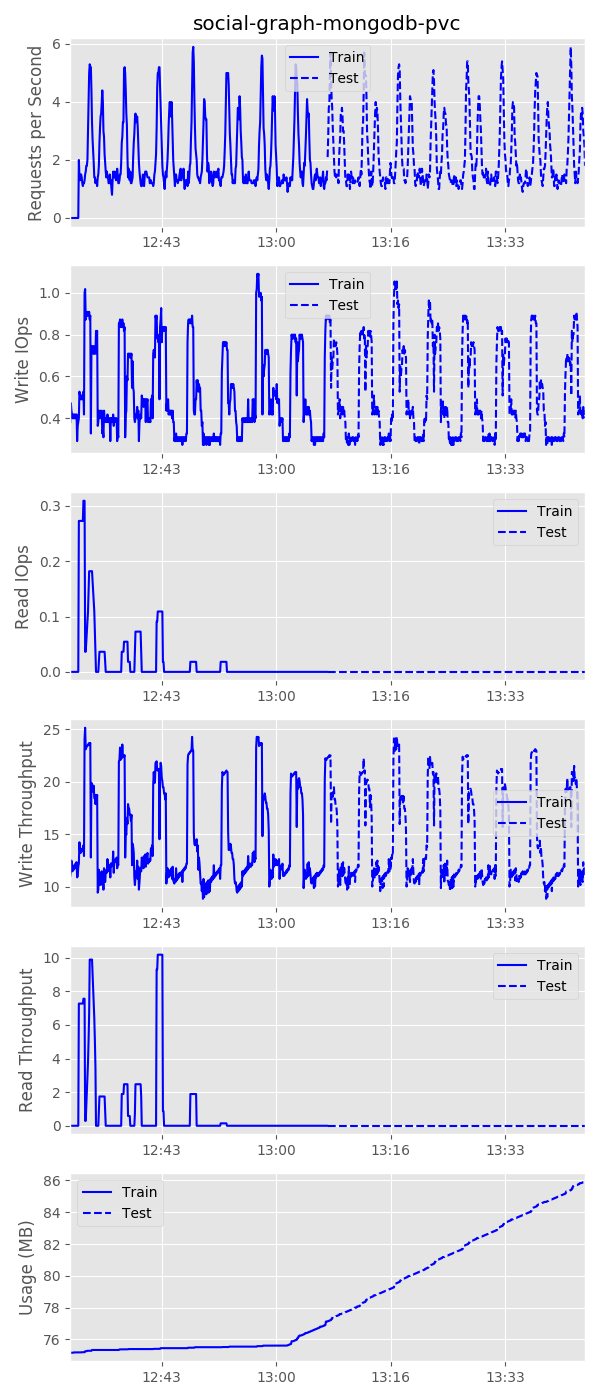 social-graph-mongodb-pvc
Requests per Second
6
4
2
0
Train
Test
12:43 13:00 13:16 13:33
Write IOps
1.0
0.8
0.6
0.4
Train
Test
12:43 13:00 13:16 13:33
Read IOps
0.3
0.2
0.1
0.0
Train
Test
12:43 13:00 13:16 13:33
Write Throughput
25
20
15
10
Train
Test
12:43 13:00 13:16 13:33
Read Throughput
10
8
6
4
2
0
Train
Test
12:43 13:00 13:16 13:33
Usage (MB)
86
84
82
80
78
76
Train
Test
12:43 13:00 13:16 13:33